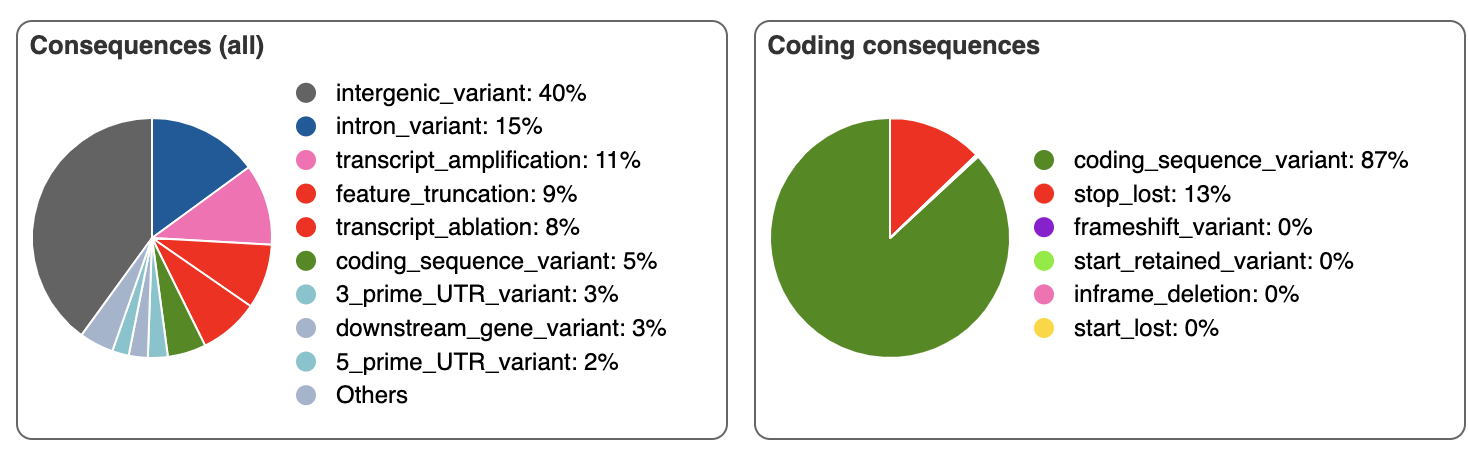 Consequences (all)
intergenic_variant: 40%
intron_variant: 15%
transcript_amplification: 11%
feature_truncation: 9%
transcript_ablation: 8%
coding_sequence_variant: 5%
3_prime_UTR_variant: 3%
downstream_gene_variant: 3%
5_prime_UTR_variant: 2%
Others
Coding consequences
coding_sequence_variant: 87%
stop_lost: 13%
frameshift_variant: 0%
start_retained_variant: 0%
inframe_deletion: 0%
start_lost: 0%